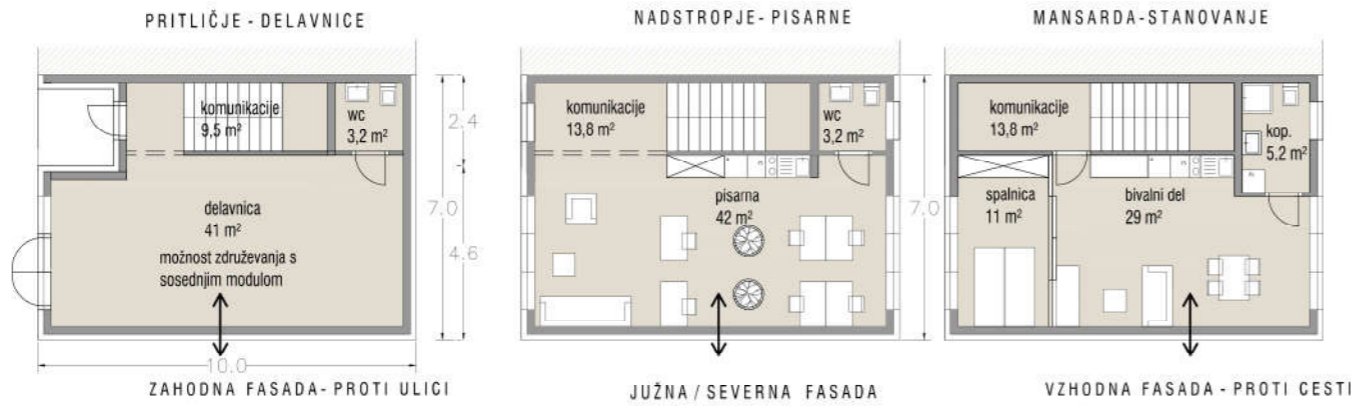 PRITLIČJE - DELAVNICE
komunikacije
9,5 m²
wc
3,2 m²
delavnica
41 m²
možnost združevanja s
sosednjim modulom
2.4
7.0
4.6
10.0
ZAHODNA FASADA- PROTI ULICI
NADSTROPJE- PISARNE
komunikacije
13,8 m²
wc
3,2 m²
pisarna
42 m²
7.0
JUŽNA / SEVERNA FASADA
MANSARDA-STANOVANJE
komunikacije
13,8 m²
kop.
5,2 m²
spalnica
11 m²
bivalni del
29 m²
VZHODNA FASADA - PROTI CESTI